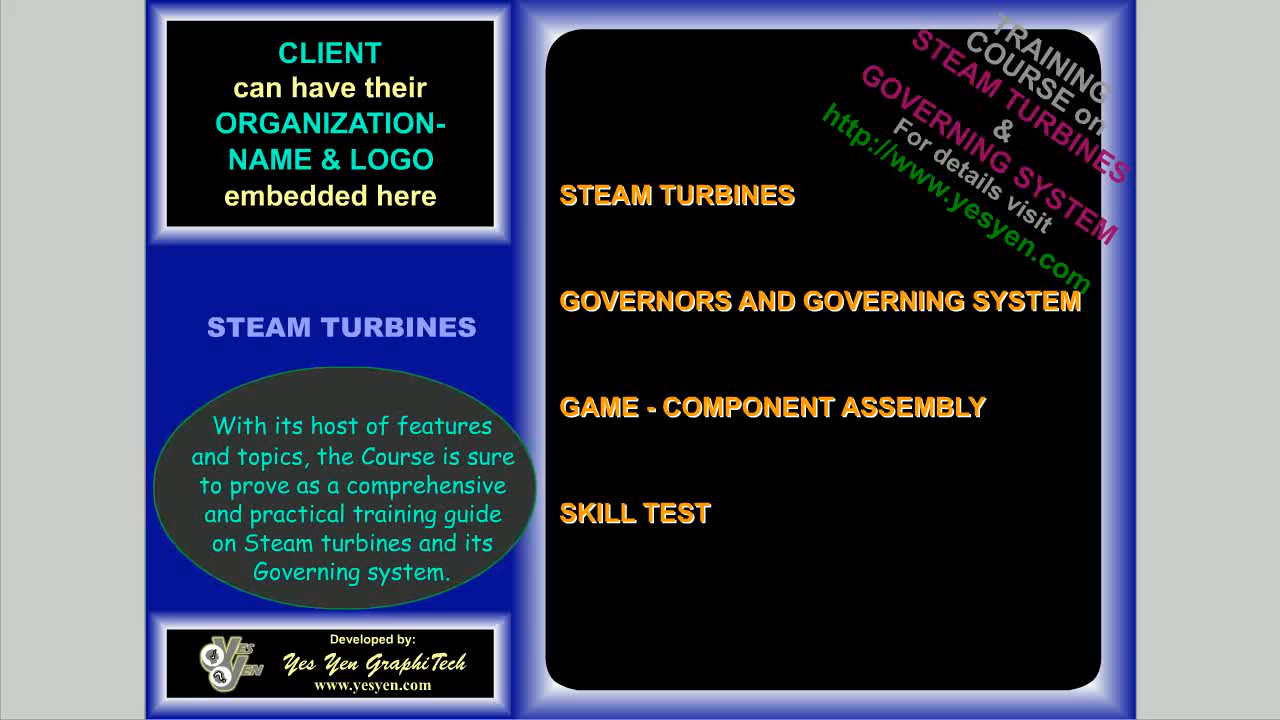 CLIENT
can have their
ORGANIZATION-
NAME & LOGO
embedded here
STEAM TURBINES
With its host of features
and topics, the Course is sure
to prove as a comprehensive
and practical training guide
on Steam turbines and its
Governing system.
YES
YEN
Developed by:
Yes Yen GraphiTech
www.yesyen.com
TRAINING
COURSE on
STEAM TURBINES
&
GOVERNING SYSTEM
For details visit
http://www.yesyen.com
STEAM TURBINES
GOVERNORS AND GOVERNING SYSTEM
GAME - COMPONENT ASSEMBLY
SKILL TEST